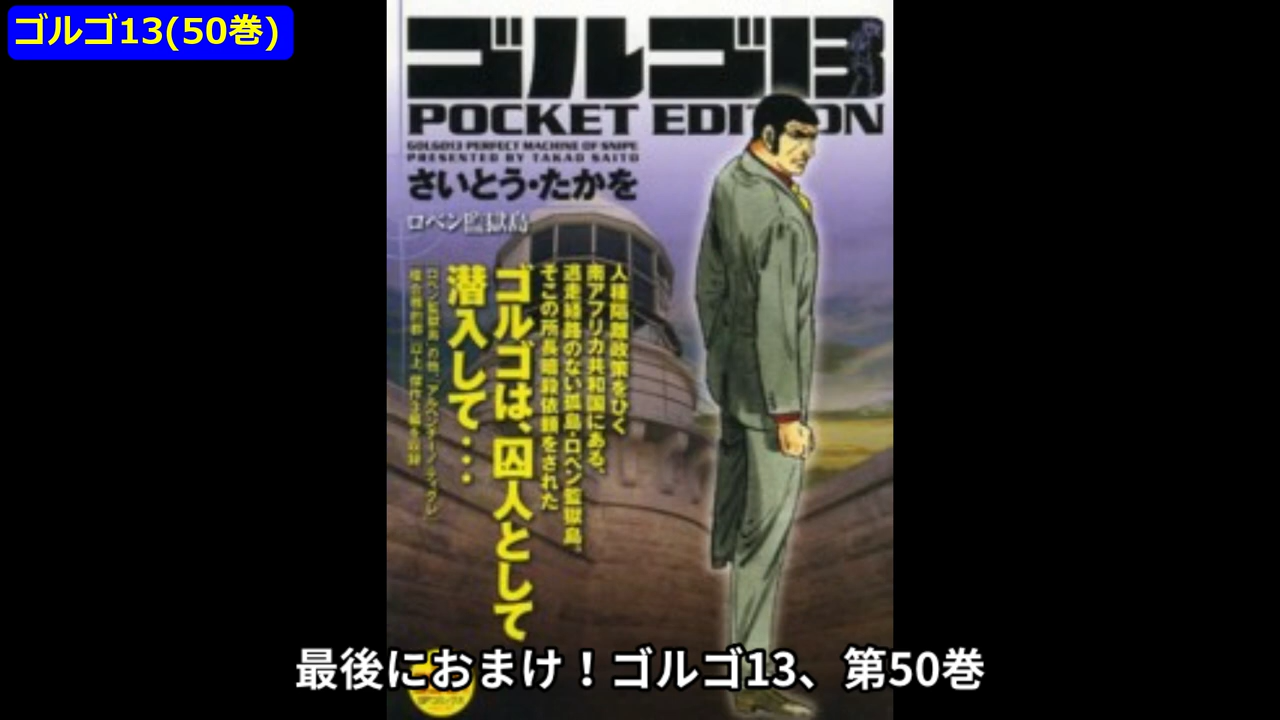 ゴルゴ13(50巻)
ゴルゴ13
POCKET EDITION
GOLGO13 PERFECT MACHINE OF SNIPE
PRESENTED BY TAKAO SAITO
さいとう・たかを
ロベン監獄島
人種隔離政策をひく
南アフリカ共和国にある、
逃走経路のない孤島・ロベン監獄島。
そこの所長暗殺依頼をされた
ゴルゴは、囚人として
潜入して・・・
最後におまけ！ゴルゴ13、第50巻